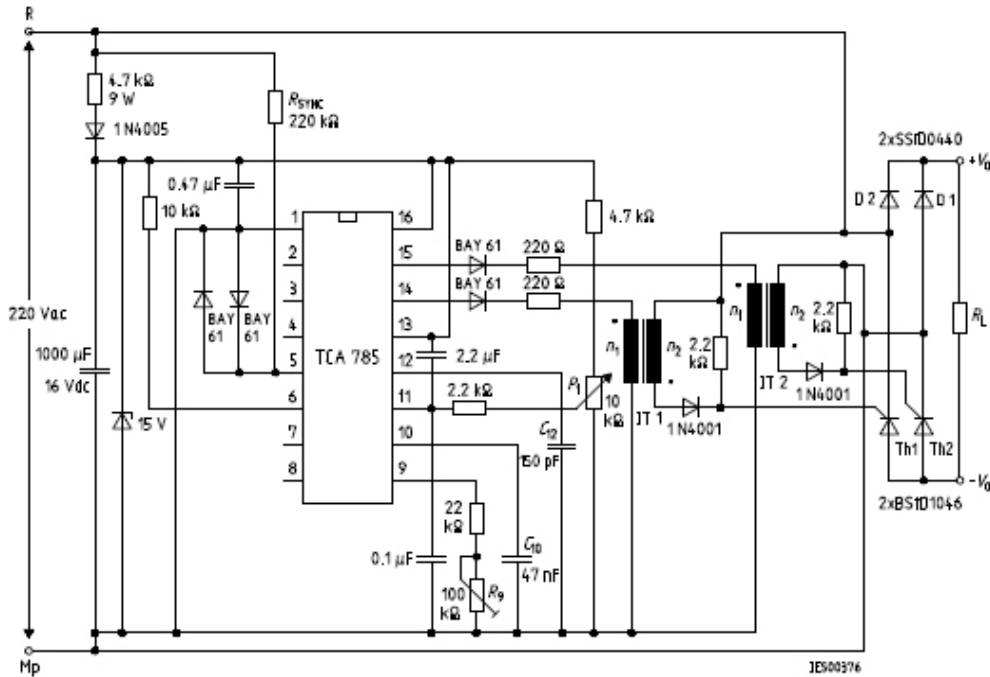 R
4.7 kΩ
9 W
R_SYNC
220 kΩ
1N4005
2xSSiD0440
+V₀
0.47 μF
10 kΩ
4.7 kΩ
D2
D1
1
16
2
15
BAY 61
220 Ω
3
14
BAY 61
220 Ω
BAY 61
BAY 61
4
13
TCA 785
2.2 μF
n₁
n₂
2.2 kΩ
n₁
n₂
2.2 kΩ
R_L
220 Vac
1000 μF
16 Vdc
5
12
2.2 kΩ
P₁
10 kΩ
IT 1
IT 2
1N4001
1N4001
6
11
15 V
7
10
C₁₂
150 pF
Th1
Th2
8
9
-V₀
2xBStD1046
22 kΩ
0.1 μF
C₁₀
47 nF
100 kΩ
R₉
Mp
IES00376